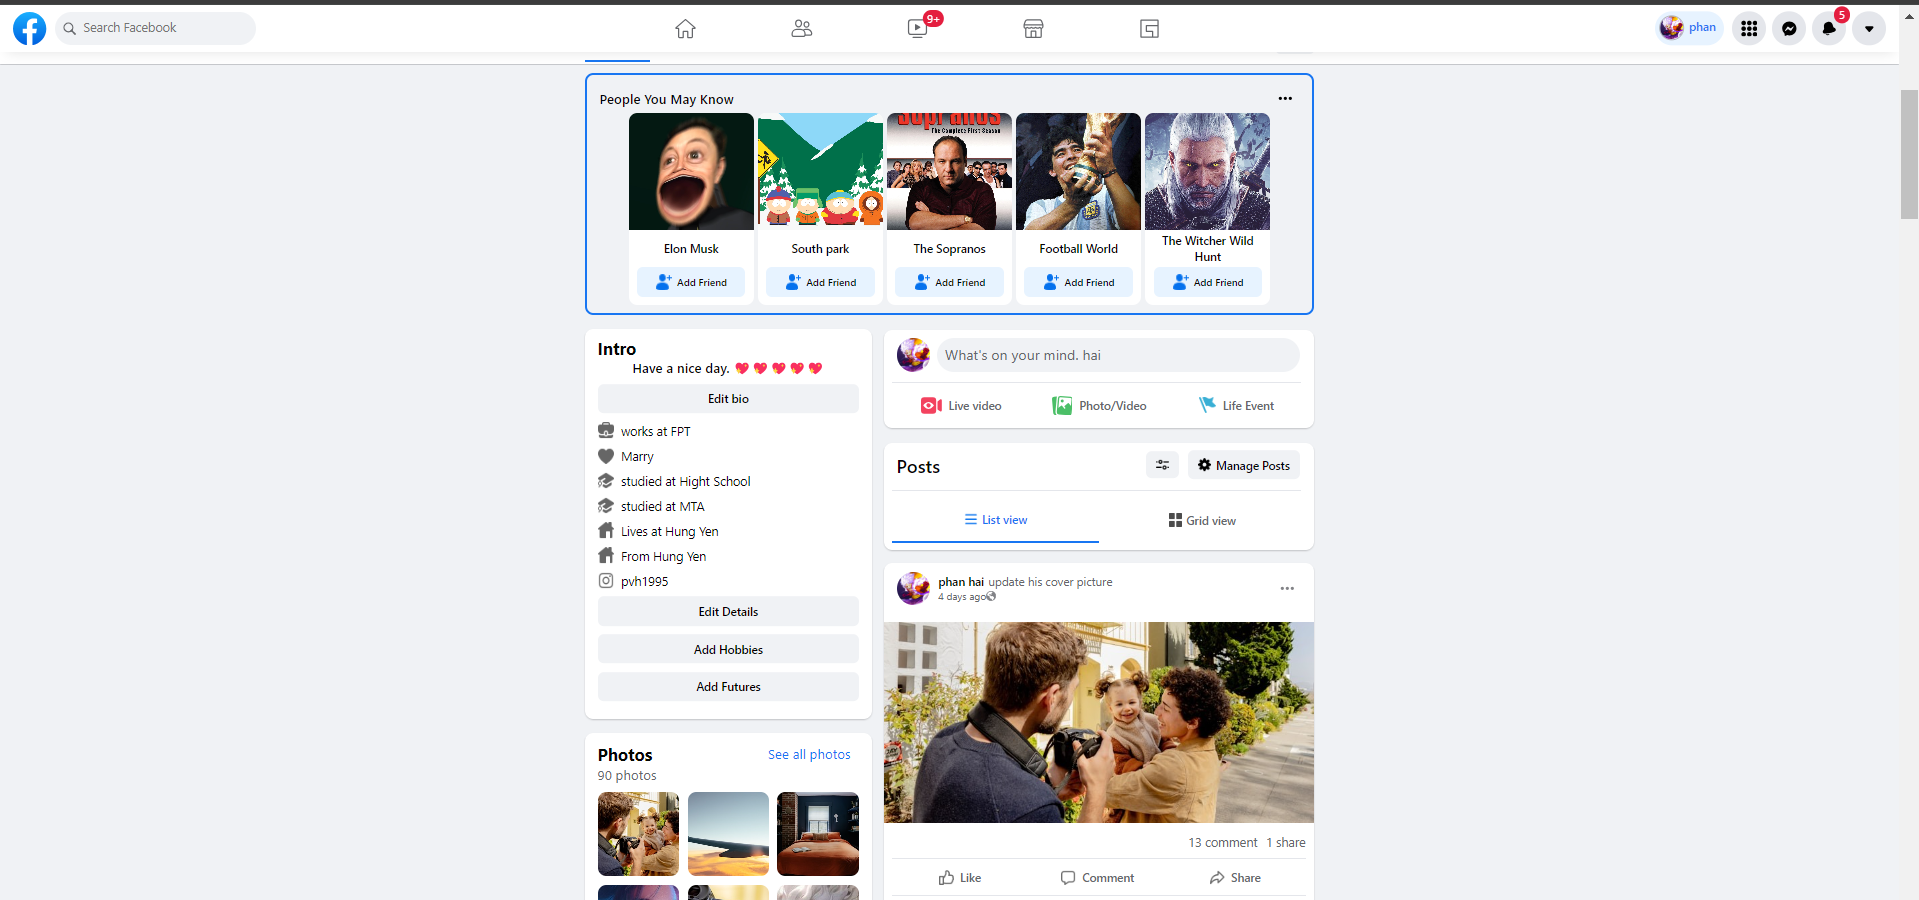 Search Facebook
9+
phan
5
People You May Know
Sopranos
The Complete First Season
Elon Musk
South park
The Sopranos
Football World
The Witcher Wild
Hunt
Add Friend
Add Friend
Add Friend
Add Friend
Add Friend
Intro
Have a nice day. 💖 💖 💖 💖 💖
Edit bio
works at FPT
Marry
studied at Hight School
studied at MTA
Lives at Hung Yen
From Hung Yen
pvh1995
Edit Details
Add Hobbies
Add Futures
Photos
See all photos
90 photos
What's on your mind. hai
Live video
Photo/Video
Life Event
Posts
Manage Posts
List view
Grid view
phan hai update his cover picture
4 days ago
13 comment 1 share
Like
Comment
Share